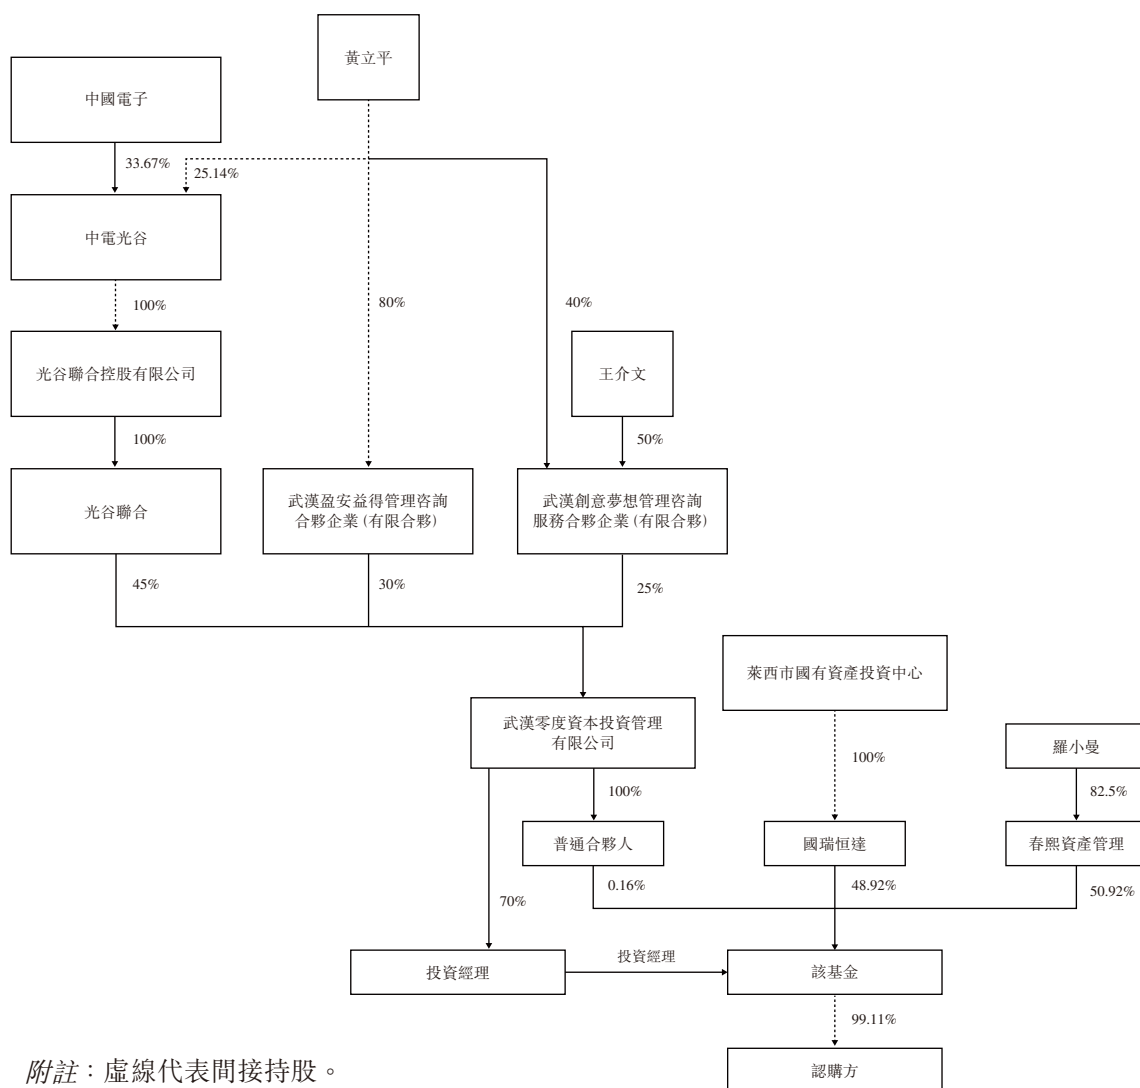 黃立平
中國電子
33.67%
25.14%
中電光谷
100%
80%
40%
光谷聯合控股有限公司
王介文
100%
50%
光谷聯合
武漢盈安益得管理咨詢
合夥企業(有限合夥)
武漢創意夢想管理咨詢
服務合夥企業(有限合夥)
45%
30%
25%
萊西市國有資產投資中心
武漢零度資本投資管理
有限公司
羅小曼
100%
82.5%
100%
普通合夥人
國瑞恒達
春熙資產管理
0.16%
48.92%
50.92%
70%
投資經理
投資經理
該基金
99.11%
認購方
附註：虛線代表間接持股。